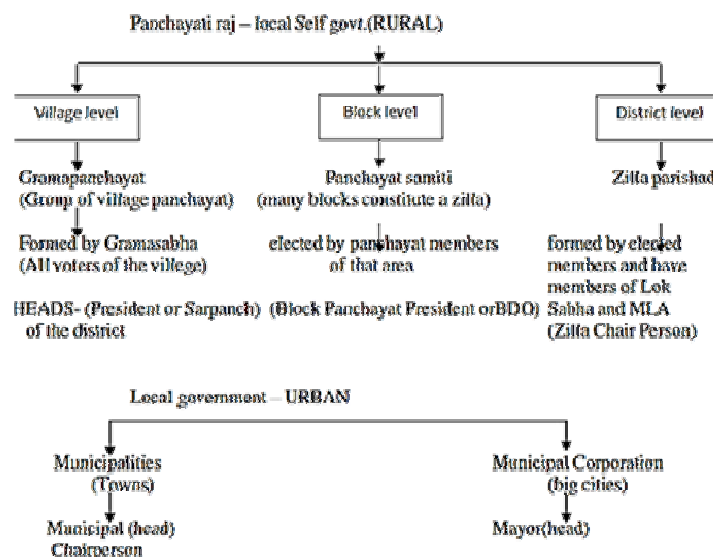 Panchayati raj – local Self govt.(RURAL)
Village level
Block level
District level
Gramapanchayat
(Group of village panchayat)
Panchayat samiti
(many blocks constitute a zilla)
Zilla parishad
Formed by Gramasabha
(All voters of the village)
elected by panchayat members
of that area
formed by elected
members and have
members of Lok
Sabha and MLA
(Zilla Chair Person)
HEADS- (President or Sarpanch)
of the district
(Block Panchayat President orBDO)
Local government – URBAN
Municipalities
(Towns)
Municipal Corporation
(big cities)
Municipal (head)
Chairperson
Mayor(head)